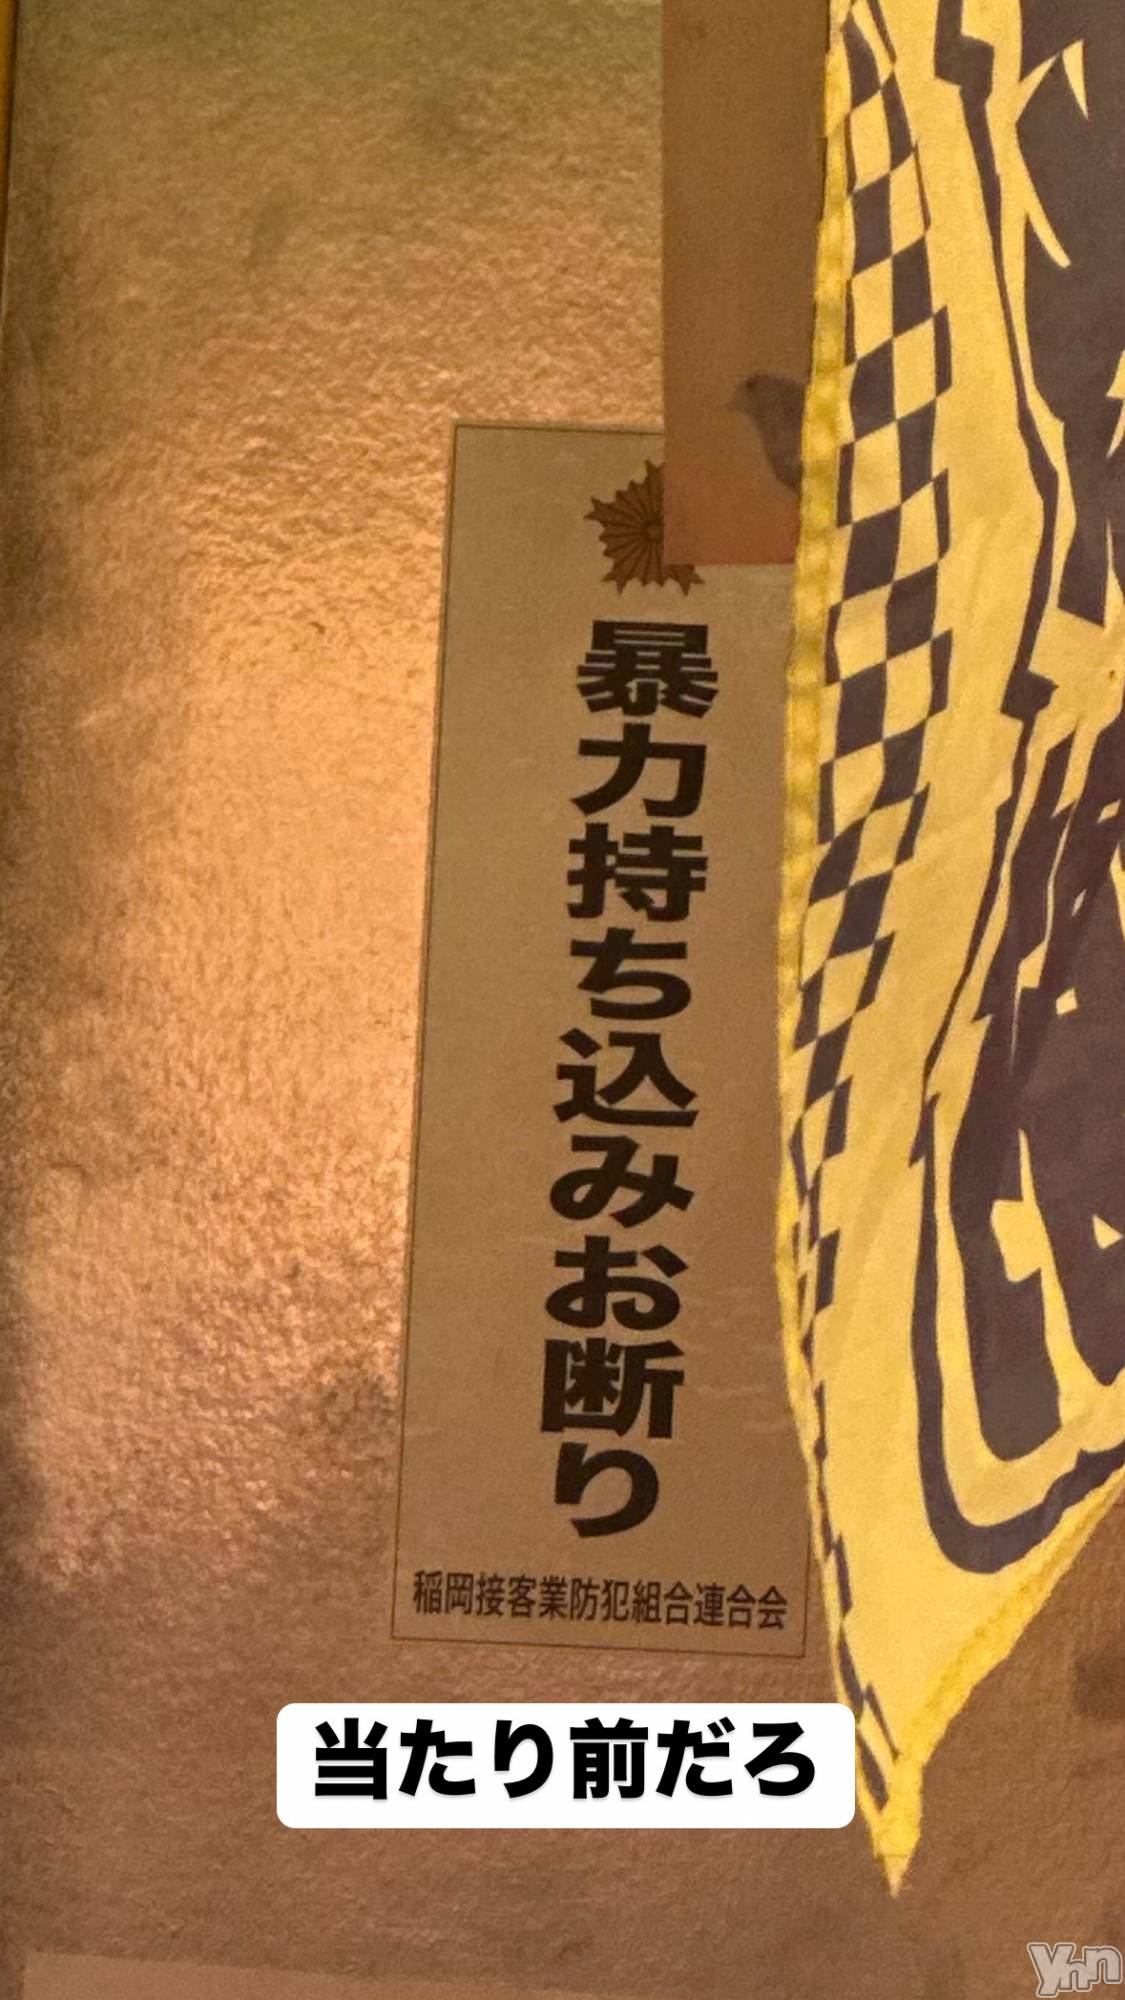 暴力持ち込みお断り
稲岡接客業防犯組合連合会
当たり前だろ